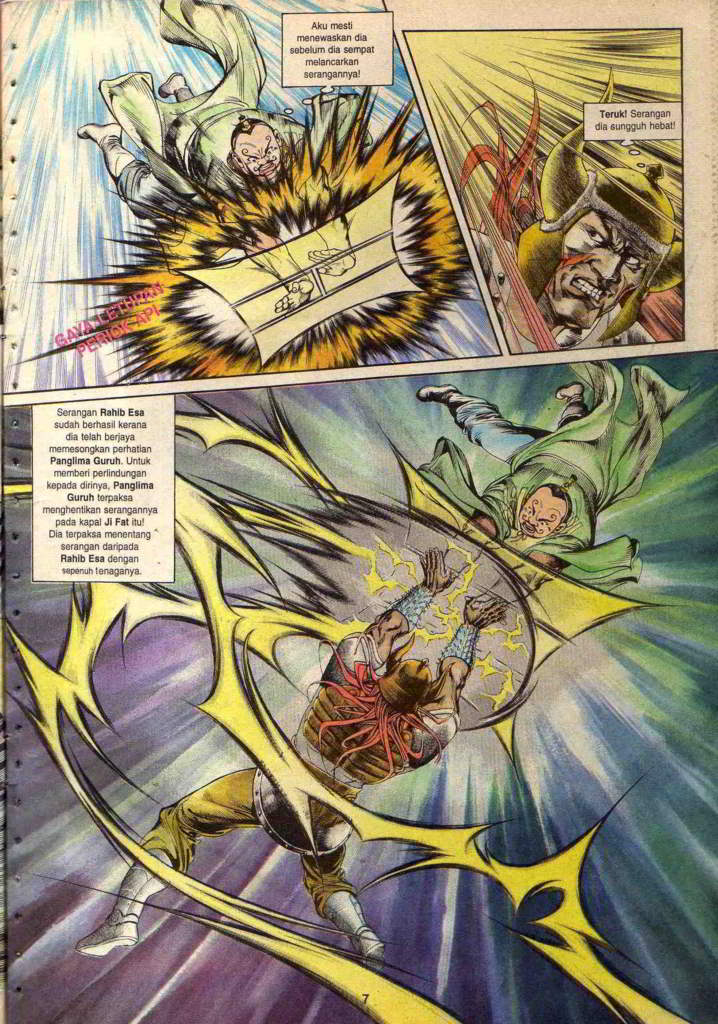 Aku mesti
menewaskan dia
sebelum dia sempat
melancarkan
serangannya!
Teruk! Serangan
dia sungguh hebat!
GAYA LETUPAN
PERIOK API
Serangan Rahib Esa
sudah berhasil kerana
dia telah berjaya
memesongkan perhatian
Panglima Guruh. Untuk
memberi perlindungan
kepada dirinya, Panglima
Guruh terpaksa
menghentikan serangannya
pada kapal Ji Fat itu!
Dia terpaksa menentang
serangan daripada
Rahib Esa dengan
sepenuh tenaganya.
7